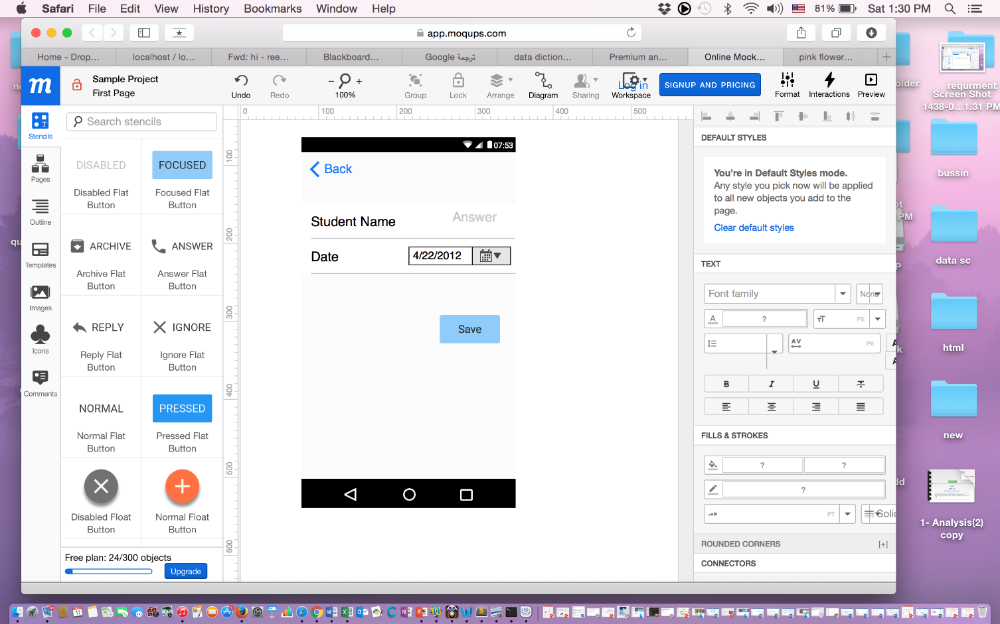 Safari File Edit View History Bookmarks Window Help
81% Sat 1:30 PM
app.moqups.com
Home - Drop...
localhost / lo...
Fwd: hi - ree...
Blackboard...
Google ترجمة
data diction...
Premium an...
Online Mock...
pink flower...
m
Sample Project
First Page
Undo
Redo
100%
Group
Lock
Arrange
Diagram
Sharing
Log in
Workspace
SIGNUP AND PRICING
Format
Interactions
Preview
Stencils
Pages
Outline
Templates
Images
Icons
Comments
Search stencils
DISABLED
FOCUSED
Disabled Flat
Button
Focused Flat
Button
ARCHIVE
ANSWER
Archive Flat
Button
Answer Flat
Button
REPLY
IGNORE
Reply Flat
Button
Ignore Flat
Button
NORMAL
PRESSED
Normal Flat
Button
Pressed Flat
Button
Disabled Float
Button
Normal Float
Button
Free plan: 24/300 objects
Upgrade
0 100 200 300 400 500
100
200
300
400
500
600
07:53
Back
Student Name
Answer
Date
4/22/2012
Save
DEFAULT STYLES
You're in Default Styles mode.
Any style you pick now will be applied
to all new objects you add to the
page.
Clear default styles
TEXT
Font family
None
A ?
TT PX
AV PX
B I U T
FILLS & STROKES
? ?
?
PT
Solid
ROUNDED CORNERS [+]
CONNECTORS
older
requrment
Screen Shot
1438-0...1.31 PM
bussin
data sc
html
new
1- Analysis(2)
copy